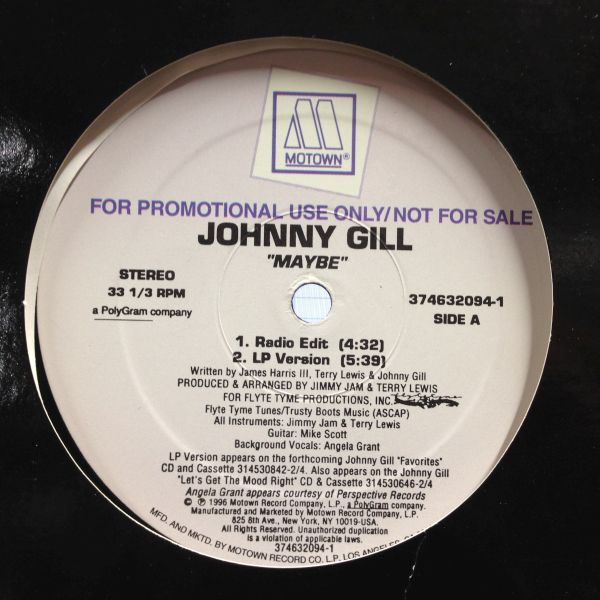 MOTOWN®
FOR PROMOTIONAL USE ONLY/NOT FOR SALE
JOHNNY GILL
"MAYBE"
STEREO
33 1/3 RPM
a PolyGram company
374632094-1
SIDE A
1. Radio Edit (4:32)
2. LP Version (5:39)
Written by James Harris III, Terry Lewis & Johnny Gill
PRODUCED & ARRANGED BY JIMMY JAM & TERRY LEWIS
FOR FLYTE TYME PRODUCTIONS, INC.
Flyte Tyme Tunes/Trusty Boots Music (ASCAP)
All Instruments: Jimmy Jam & Terry Lewis
Guitar: Mike Scott
Background Vocals: Angela Grant
LP Version appears on the forthcoming Johnny Gill "Favorites"
CD and Cassette 314530842-2/4. Also appears on the Johnny Gill
"Let's Get The Mood Right" CD & Cassette 314530646-2/4
Angela Grant appears courtesy of Perspective Records
© ℗ 1996 Motown Record Company, L.P., a PolyGram company.
Manufactured and Marketed by Motown Record Company, L.P.
825 8th Ave., New York, NY 10019-USA.
All Rights Reserved. Unauthorized duplication
is a violation of applicable laws.
374632094-1
MFD. AND MKTD. BY MOTOWN RECORD CO. L.P. LOS ANGELES,